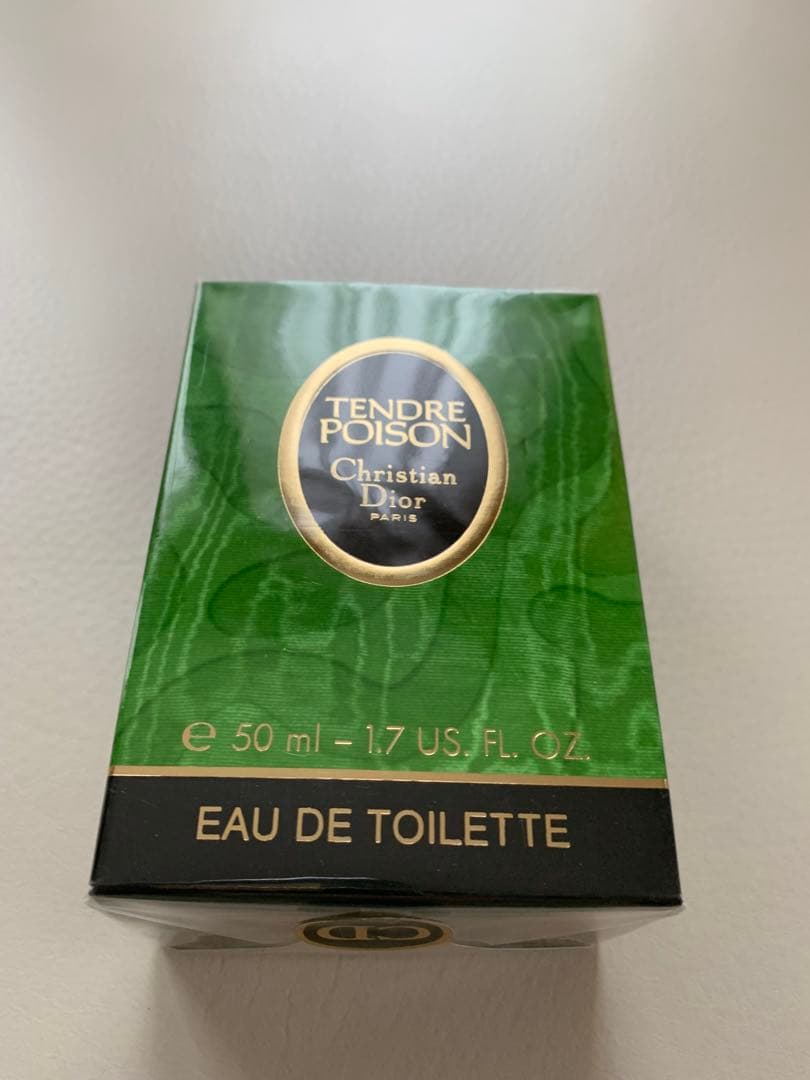 TENDRE
POISON
Christian
Dior
PARIS
℮ 50 ml – 1.7 US. FL. OZ.
EAU DE TOILETTE
CD